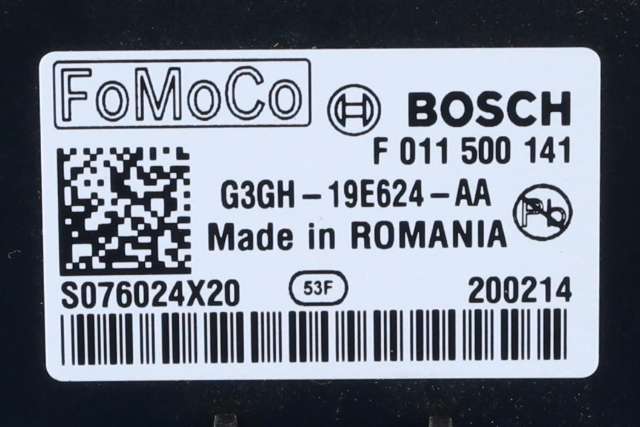 FoMoCo
BOSCH
F 011 500 141
G3GH-19E624-AA
Pb
Made in ROMANIA
S076024X20
53F
200214